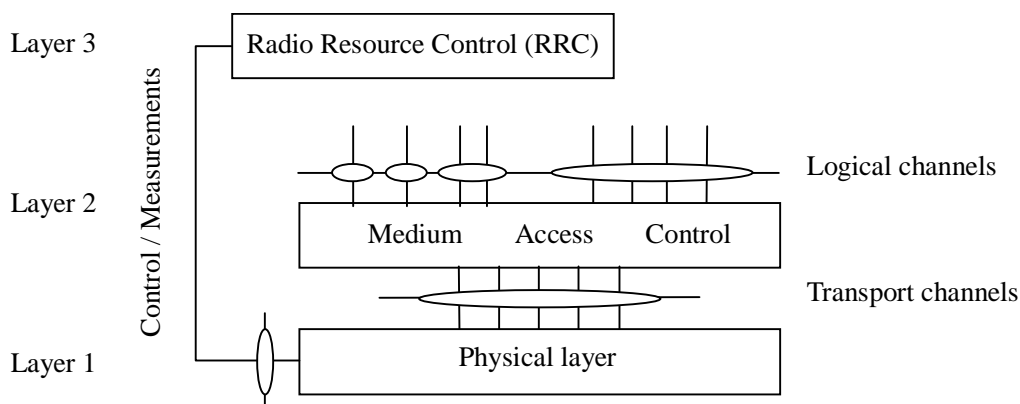 Layer 3
Radio Resource Control (RRC)
Control / Measurements
Logical channels
Layer 2
Medium Access Control
Transport channels
Layer 1
Physical layer